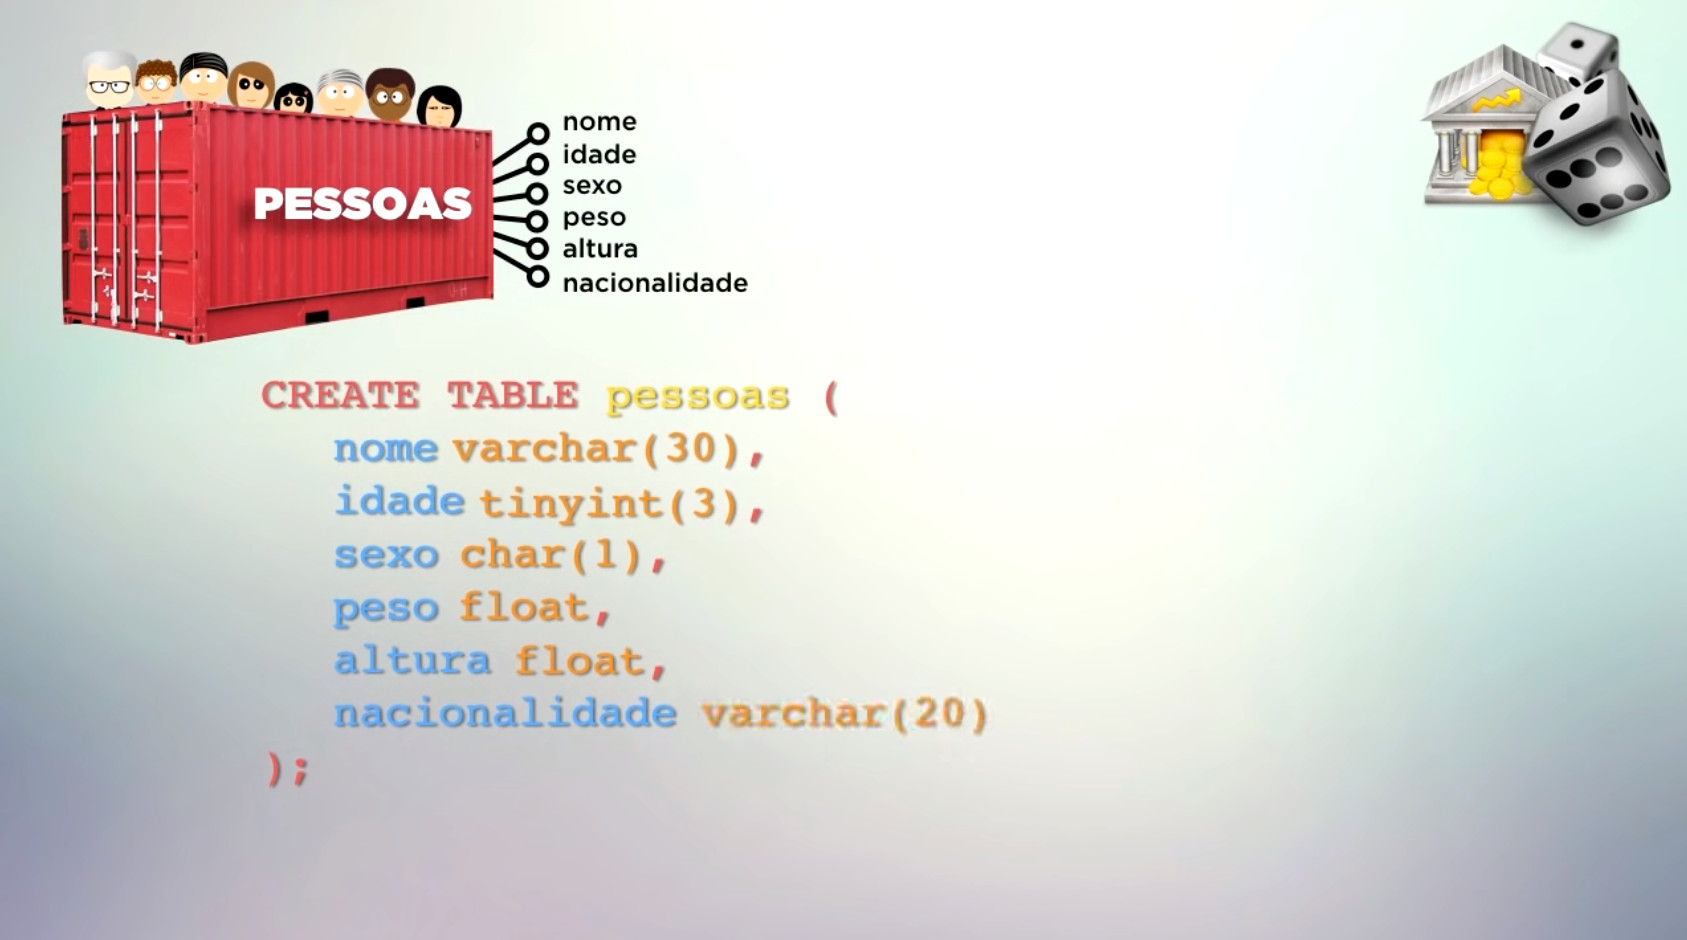 PESSOAS
nome
idade
sexo
peso
altura
nacionalidade
CREATE TABLE pessoas (
nome varchar(30),
idade tinyint(3),
sexo char(1),
peso float,
altura float,
nacionalidade varchar(20)
);